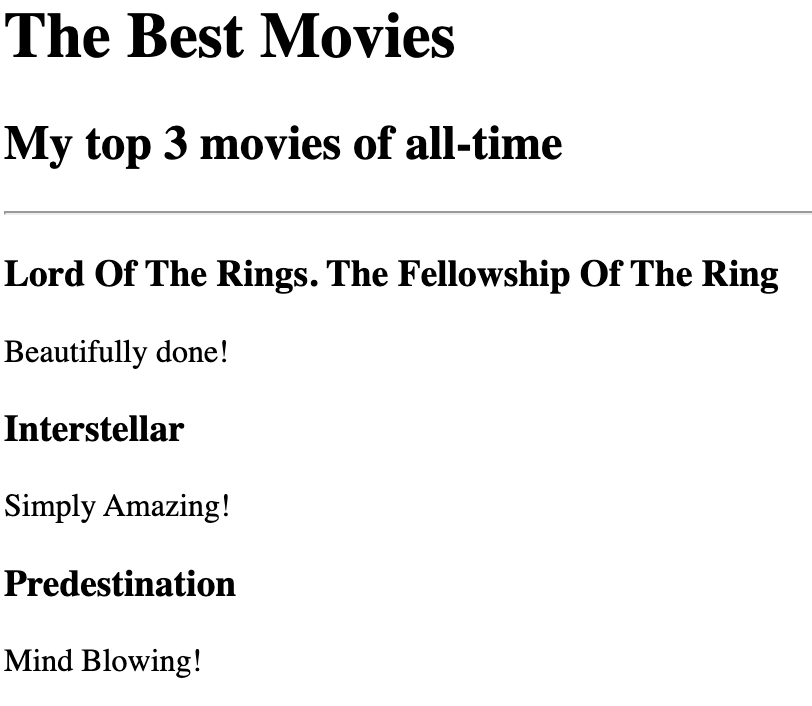 The Best Movies
My top 3 movies of all-time
Lord Of The Rings. The Fellowship Of The Ring
Beautifully done!
Interstellar
Simply Amazing!
Predestination
Mind Blowing!